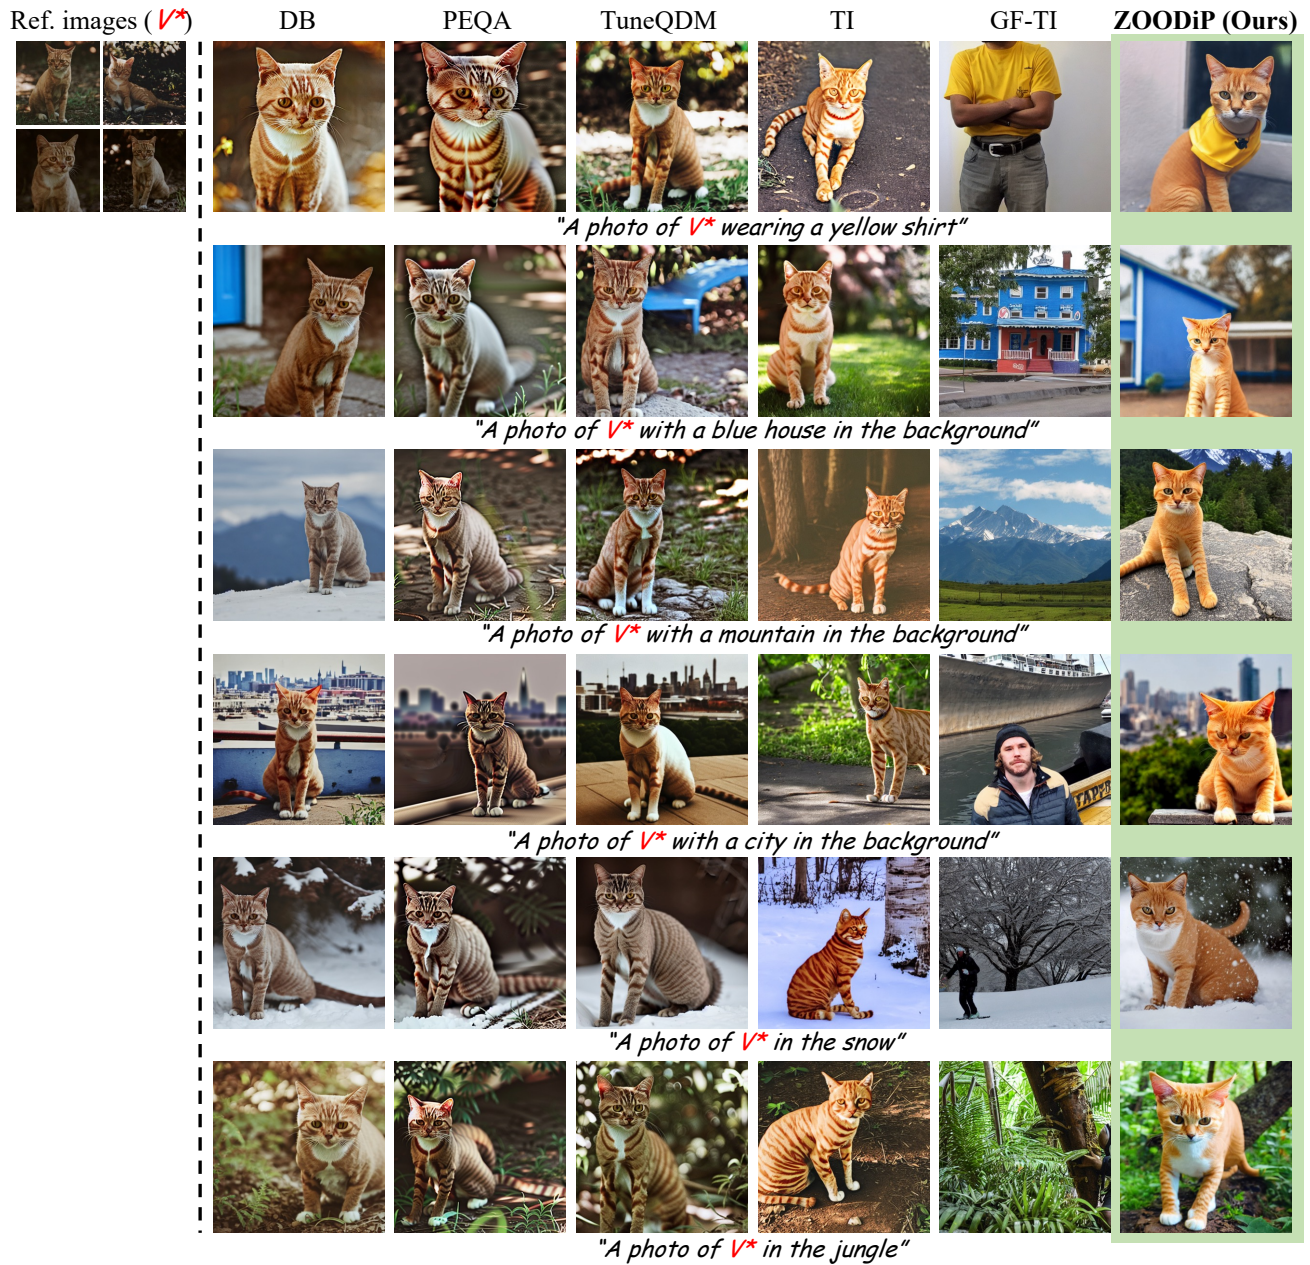 Ref. images (V*)
DB
PEQA
TuneQDM
TI
GF-TI
ZOODiP (Ours)
"A photo of V* wearing a yellow shirt"
"A photo of V* with a blue house in the background"
"A photo of V* with a mountain in the background"
"A photo of V* with a city in the background"
"A photo of V* in the snow"
"A photo of V* in the jungle"